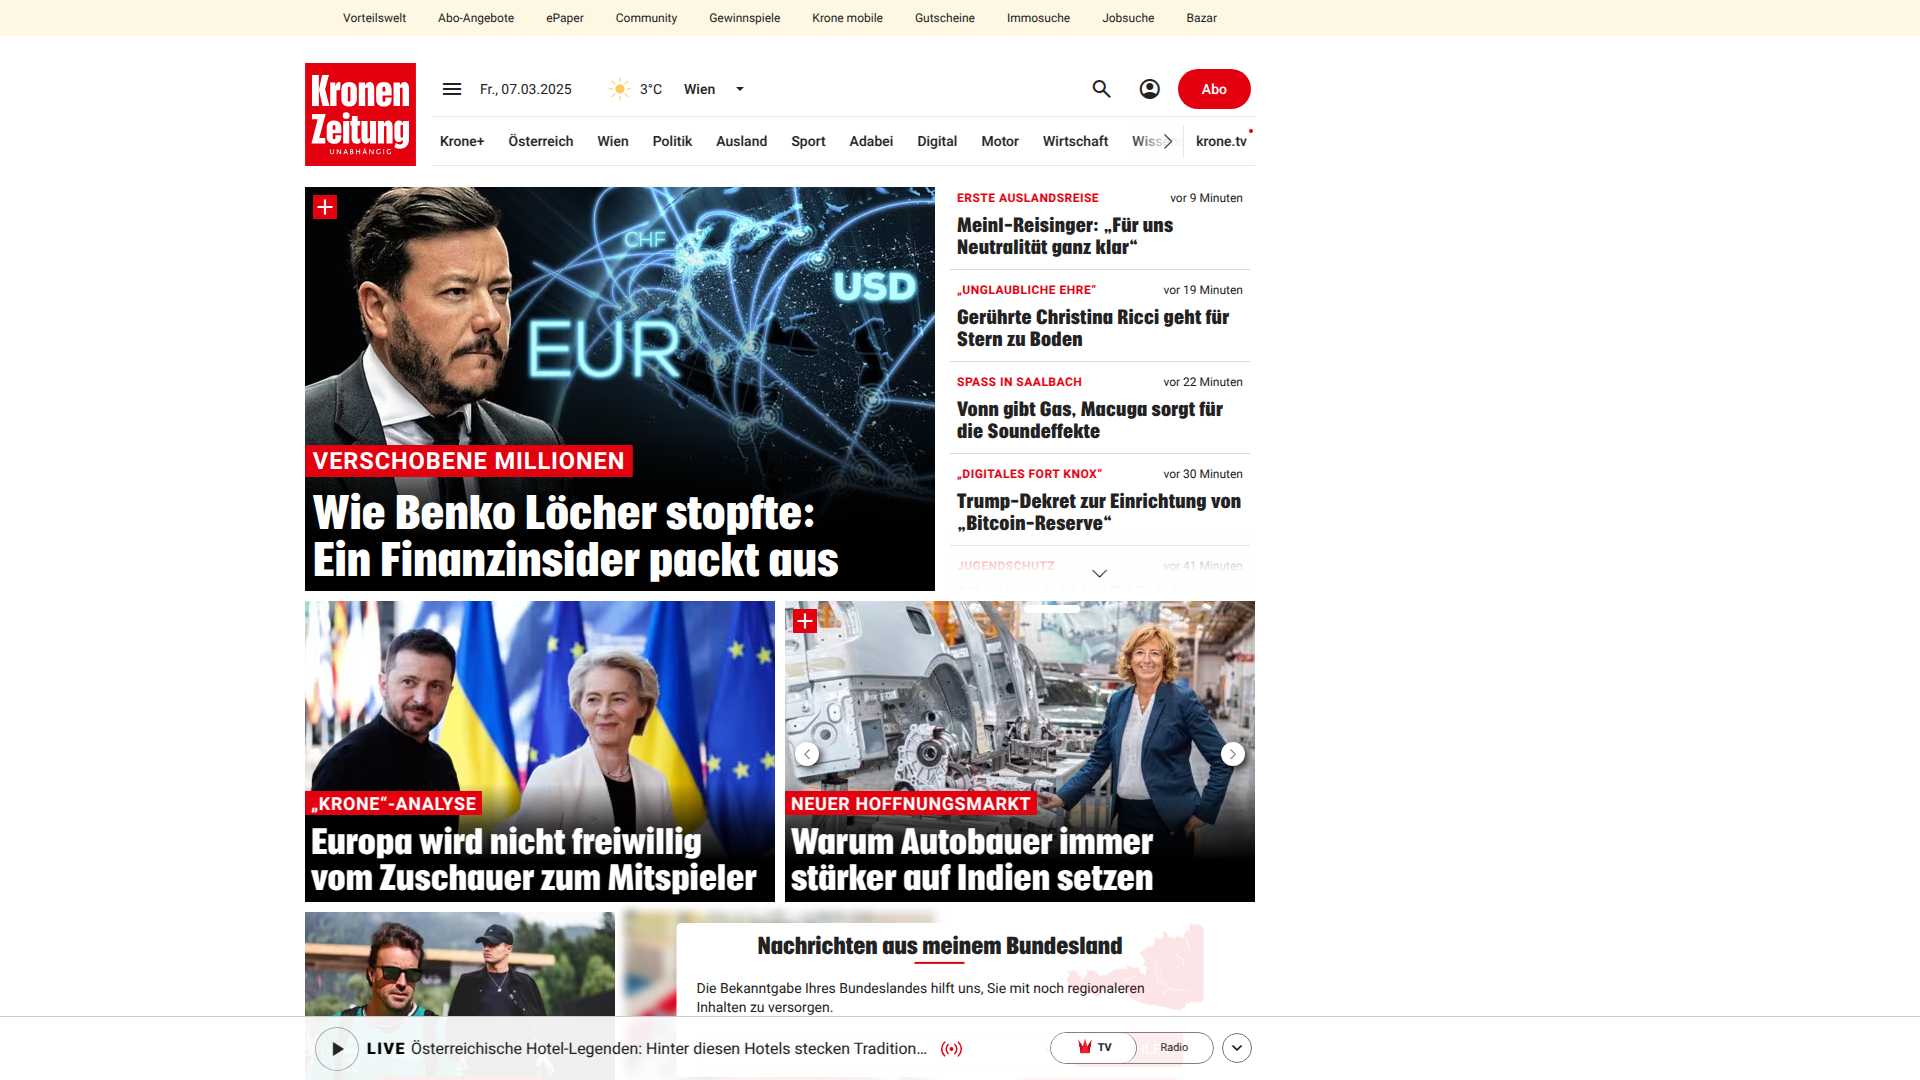 Vorteilswelt Abo-Angebote ePaper Community Gewinnspiele Krone mobile Gutscheine Immosuche Jobsuche Bazar
Kronen
Zeitung
UNABHÄNGIG
Fr., 07.03.2025 3°C Wien
Abo
Krone+ Österreich Wien Politik Ausland Sport Adabei Digital Motor Wirtschaft krone.tv
CHF
USD
EUR
VERSCHOBENE MILLIONEN
Wie Benko Löcher stopfte:
Ein Finanzinsider packt aus
ERSTE AUSLANDSREISE vor 9 Minuten
Meinl-Reisinger: „Für uns
Neutralität ganz klar“
„UNGLAUBLICHE EHRE“ vor 19 Minuten
Gerührte Christina Ricci geht für
Stern zu Boden
SPASS IN SAALBACH vor 22 Minuten
Vonn gibt Gas, Macuga sorgt für
die Soundeffekte
„DIGITALES FORT KNOX“ vor 30 Minuten
Trump-Dekret zur Einrichtung von
„Bitcoin-Reserve“
JUGENDSCHUTZ vor 41 Minuten
„KRONE“-ANALYSE
Europa wird nicht freiwillig
vom Zuschauer zum Mitspieler
NEUER HOFFNUNGSMARKT
Warum Autobauer immer
stärker auf Indien setzen
Nachrichten aus meinem Bundesland
Die Bekanntgabe Ihres Bundeslandes hilft uns, Sie mit noch regionaleren
Inhalten zu versorgen.
LIVE Österreichische Hotel-Legenden: Hinter diesen Hotels stecken Tradition...
TV Radio